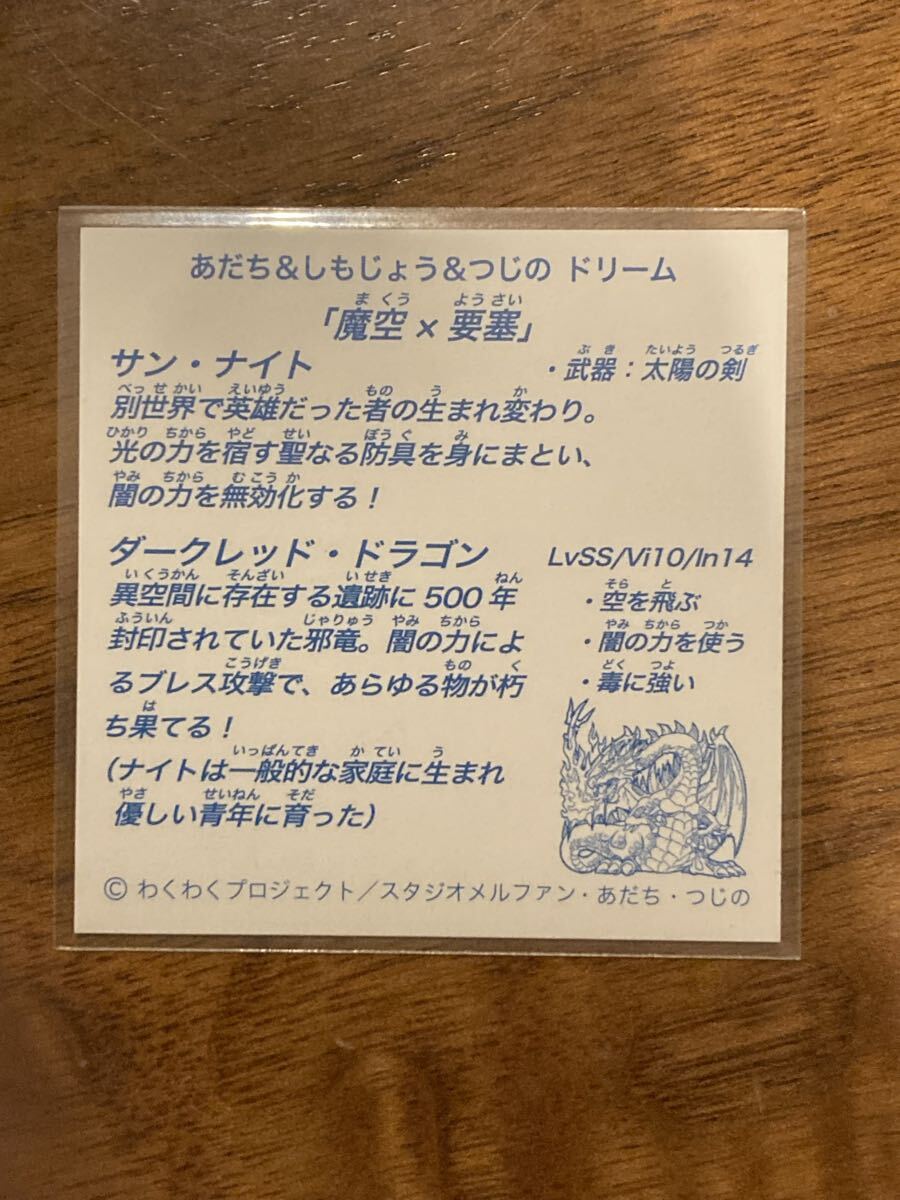 あだち＆しもじょう＆つじの ドリーム
「魔空 × 要塞」
サン・ナイト ・武器：太陽の剣
別世界で英雄だった者の生まれ変わり。
光の力を宿す聖なる防具を身にまとい、
闇の力を無効化する！
ダークレッド・ドラゴン LvSS/Vi10/In14
異空間に存在する遺跡に500年
封印されていた邪竜。闇の力によ
るブレス攻撃で、あらゆる物が朽
ち果てる！
（ナイトは一般的な家庭に生まれ
優しい青年に育った）
・空を飛ぶ
・闇の力を使う
・毒に強い
© わくわくプロジェクト／スタジオメルファン・あだち・つじの